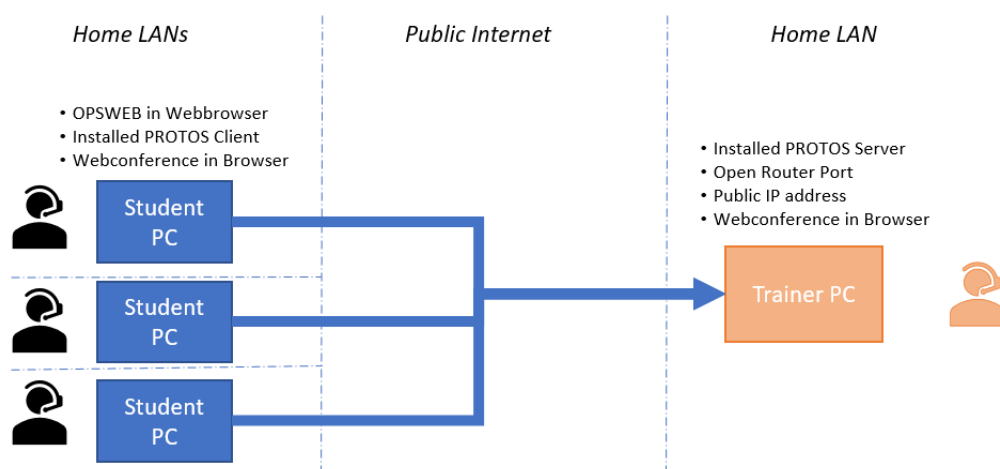 Home LANs
Public Internet
Home LAN
• OPSWEB in Webbrowser
• Installed PROTOS Client
• Webconference in Browser
• Installed PROTOS Server
• Open Router Port
• Public IP address
• Webconference in Browser
Student
PC
Student
PC
Student
PC
Trainer PC